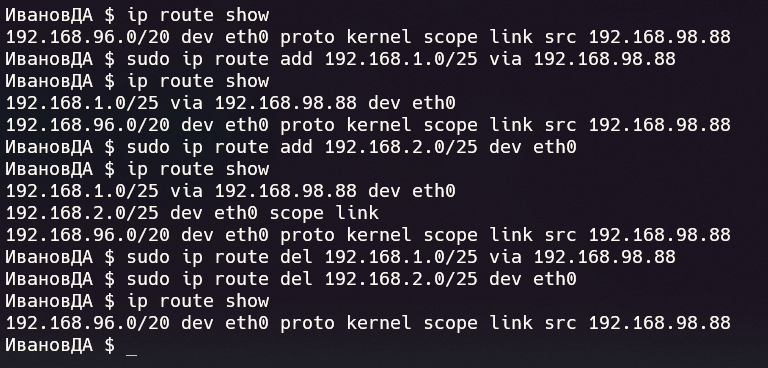 ИвановДА $ ip route show
192.168.96.0/20 dev eth0 proto kernel scope link src 192.168.98.88
ИвановДА $ sudo ip route add 192.168.1.0/25 via 192.168.98.88
ИвановДА $ ip route show
192.168.1.0/25 via 192.168.98.88 dev eth0
192.168.96.0/20 dev eth0 proto kernel scope link src 192.168.98.88
ИвановДА $ sudo ip route add 192.168.2.0/25 dev eth0
ИвановДА $ ip route show
192.168.1.0/25 via 192.168.98.88 dev eth0
192.168.2.0/25 dev eth0 scope link
192.168.96.0/20 dev eth0 proto kernel scope link src 192.168.98.88
ИвановДА $ sudo ip route del 192.168.1.0/25 via 192.168.98.88
ИвановДА $ sudo ip route del 192.168.2.0/25 dev eth0
ИвановДА $ ip route show
192.168.96.0/20 dev eth0 proto kernel scope link src 192.168.98.88
ИвановДА $ _